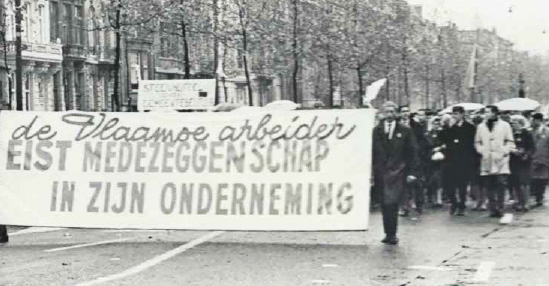 de Vlaamse arbeider
EIST MEDEZEGGENSCHAP
IN ZIJN ONDERNEMING